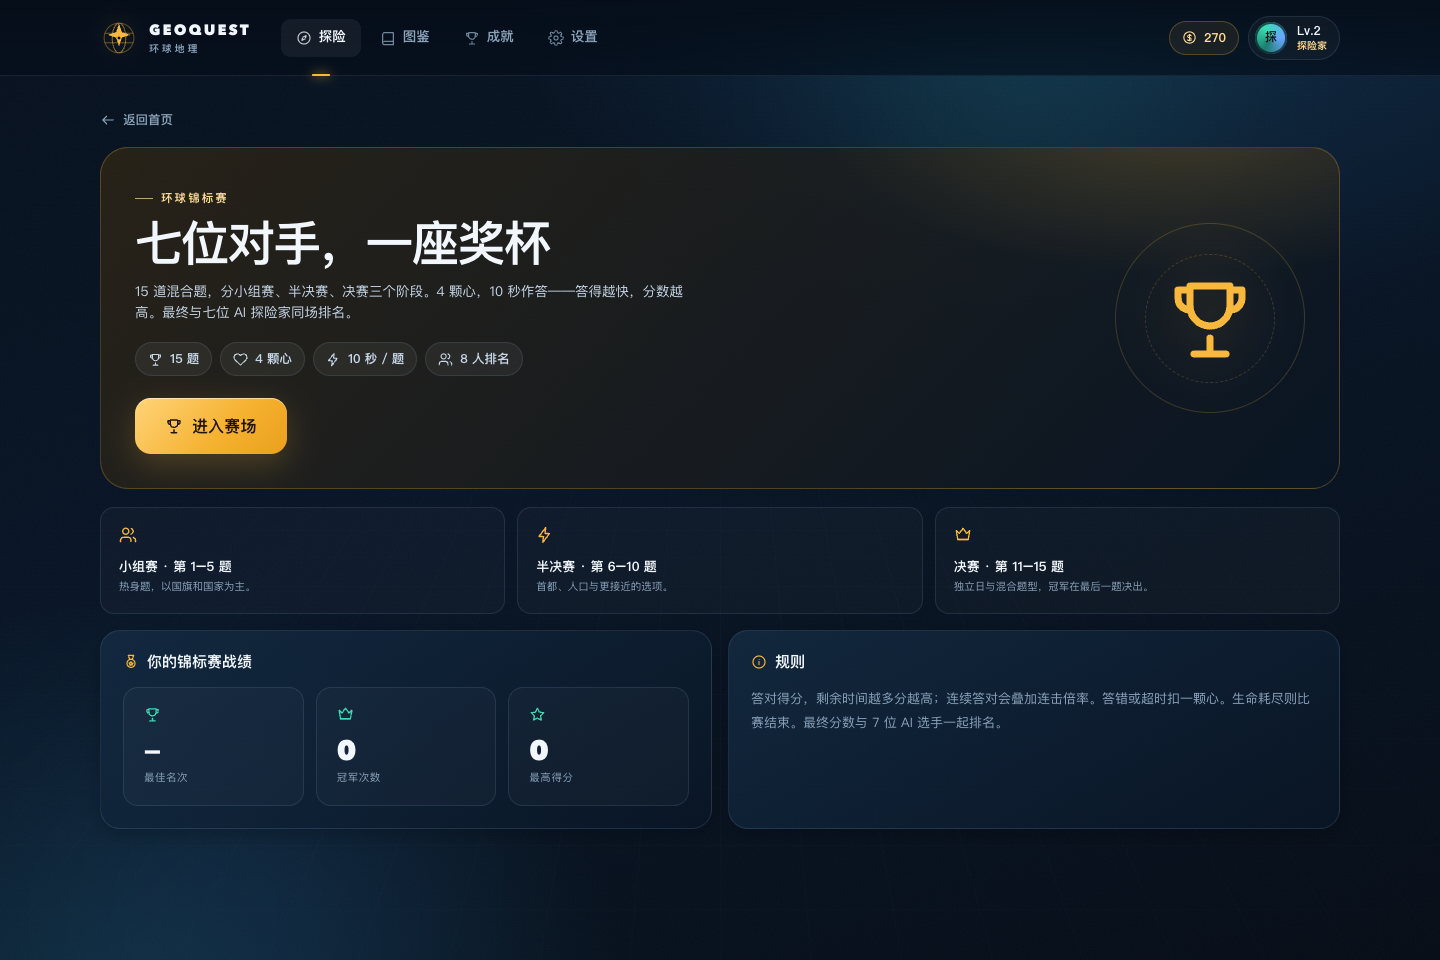 GEOQUEST
环球地理
探险
图鉴
成就
设置
270
探
Lv.2
探险家
返回首页
环球锦标赛
七位对手，一座奖杯
15 道混合题，分小组赛、半决赛、决赛三个阶段。4 颗心，10 秒作答——答得越快，分数越
高。最终与七位 AI 探险家同场排名。
15 题
4 颗心
10 秒 / 题
8 人排名
进入赛场
小组赛 · 第 1–5 题
热身题，以国旗和国家为主。
半决赛 · 第 6–10 题
首都、人口与更接近的选项。
决赛 · 第 11–15 题
独立日与混合题型，冠军在最后一题决出。
你的锦标赛战绩
–
最佳名次
0
冠军次数
0
最高得分
规则
答对得分，剩余时间越多分越高；连续答对会叠加连击倍率。答错或超时扣一颗心。生命耗尽则比
赛结束。最终分数与 7 位 AI 选手一起排名。